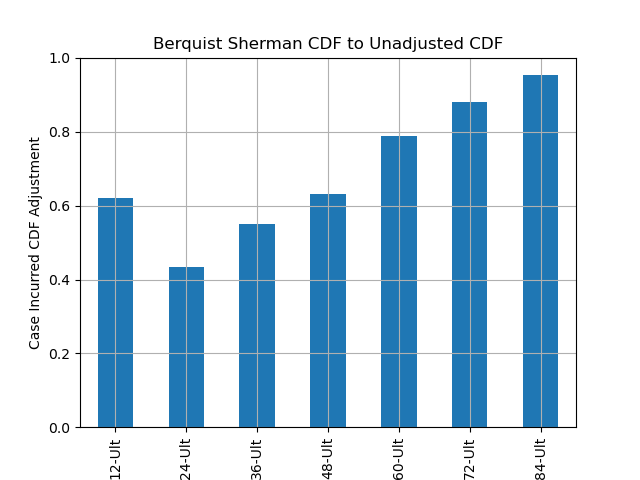 Berquist Sherman CDF to Unadjusted CDF
Case Incurred CDF Adjustment
1.0
0.8
0.6
0.4
0.2
0.0
12-Ult
24-Ult
36-Ult
48-Ult
60-Ult
72-Ult
84-Ult